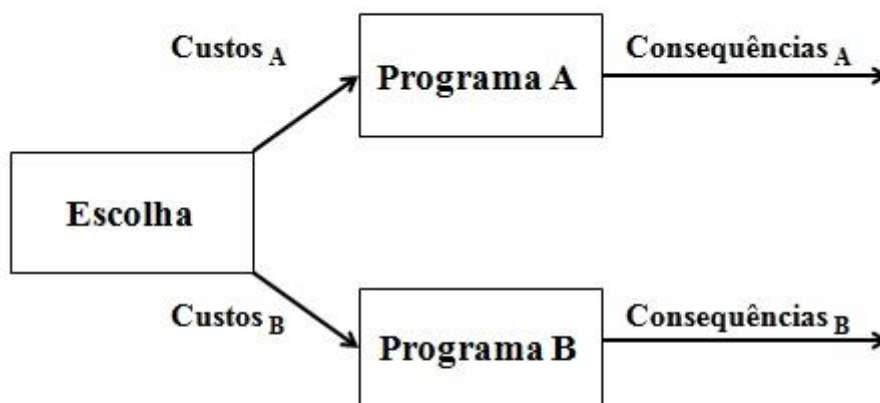 Custos A
Programa A
Consequências A
Escolha
Custos B
Programa B
Consequências B